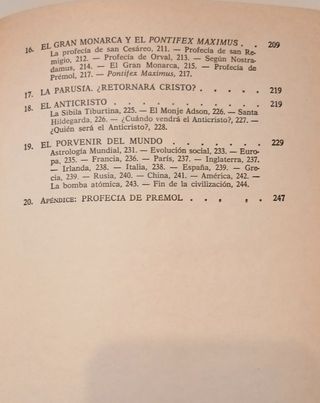 16. EL GRAN MONARCA Y EL PONTIFEX MAXIMUS . . 209
La profecía de san Cesáreo, 211. — Profecía de san Re-
migio, 212. — Profecía de Orval, 213. — Según Nostra-
damus, 214. — El Gran Monarca, 215. — Profecía de
Prémol, 217. — Pontifex Maximus, 217.
17. LA PARUSIA. ¿RETORNARA CRISTO? . . . . 219
18. EL ANTICRISTO . . . . . . . . . 219
La Sibila Tiburtina, 225. — El Monje Adson, 226. — Santa
Hildegarda, 226. — ¿Cuándo vendrá el Anticristo?, 227. —
¿Quién será el Anticristo?, 228.
19. EL PORVENIR DEL MUNDO . . . . . . . 229
Astrología Mundial, 231. — Evolución social, 233. — Euro-
pa, 235. — Francia, 236. — París, 237. — Inglaterra, 237.
— Irlanda, 238. — Italia, 238. — España, 239. — Gre-
cia, 239. — Rusia, 240. — China, 241. — América, 242. —
La bomba atómica, 243. — Fin de la civilización, 244.
20. APÉNDICE: PROFECIA DE PREMOL . . . , . 247